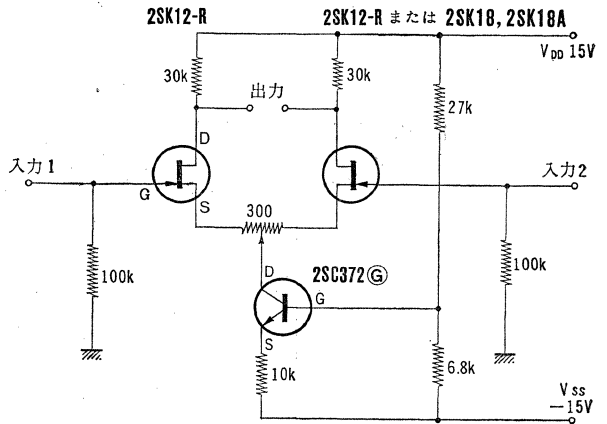 2SK12-R
2SK12-R または 2SK18, 2SK18A
VDD 15V
30k
30k
出力
27k
D
入力1
入力2
G
S
300
100k
D
2SC372Ⓖ
G
100k
S
10k
6.8k
VSS
-15V